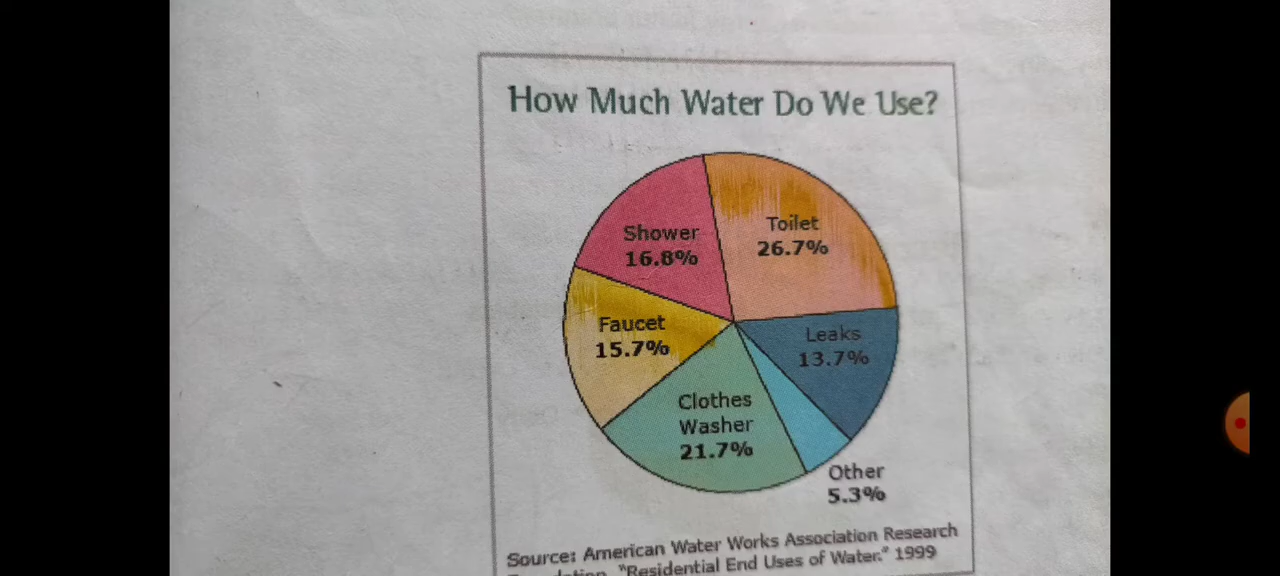 How Much Water Do We Use?
Toilet
26.7%
Shower
16.8%
Faucet
15.7%
Leaks
13.7%
Clothes
Washer
21.7%
Other
5.3%
Source: American Water Works Association Research
"Residential End Uses of Water." 1999